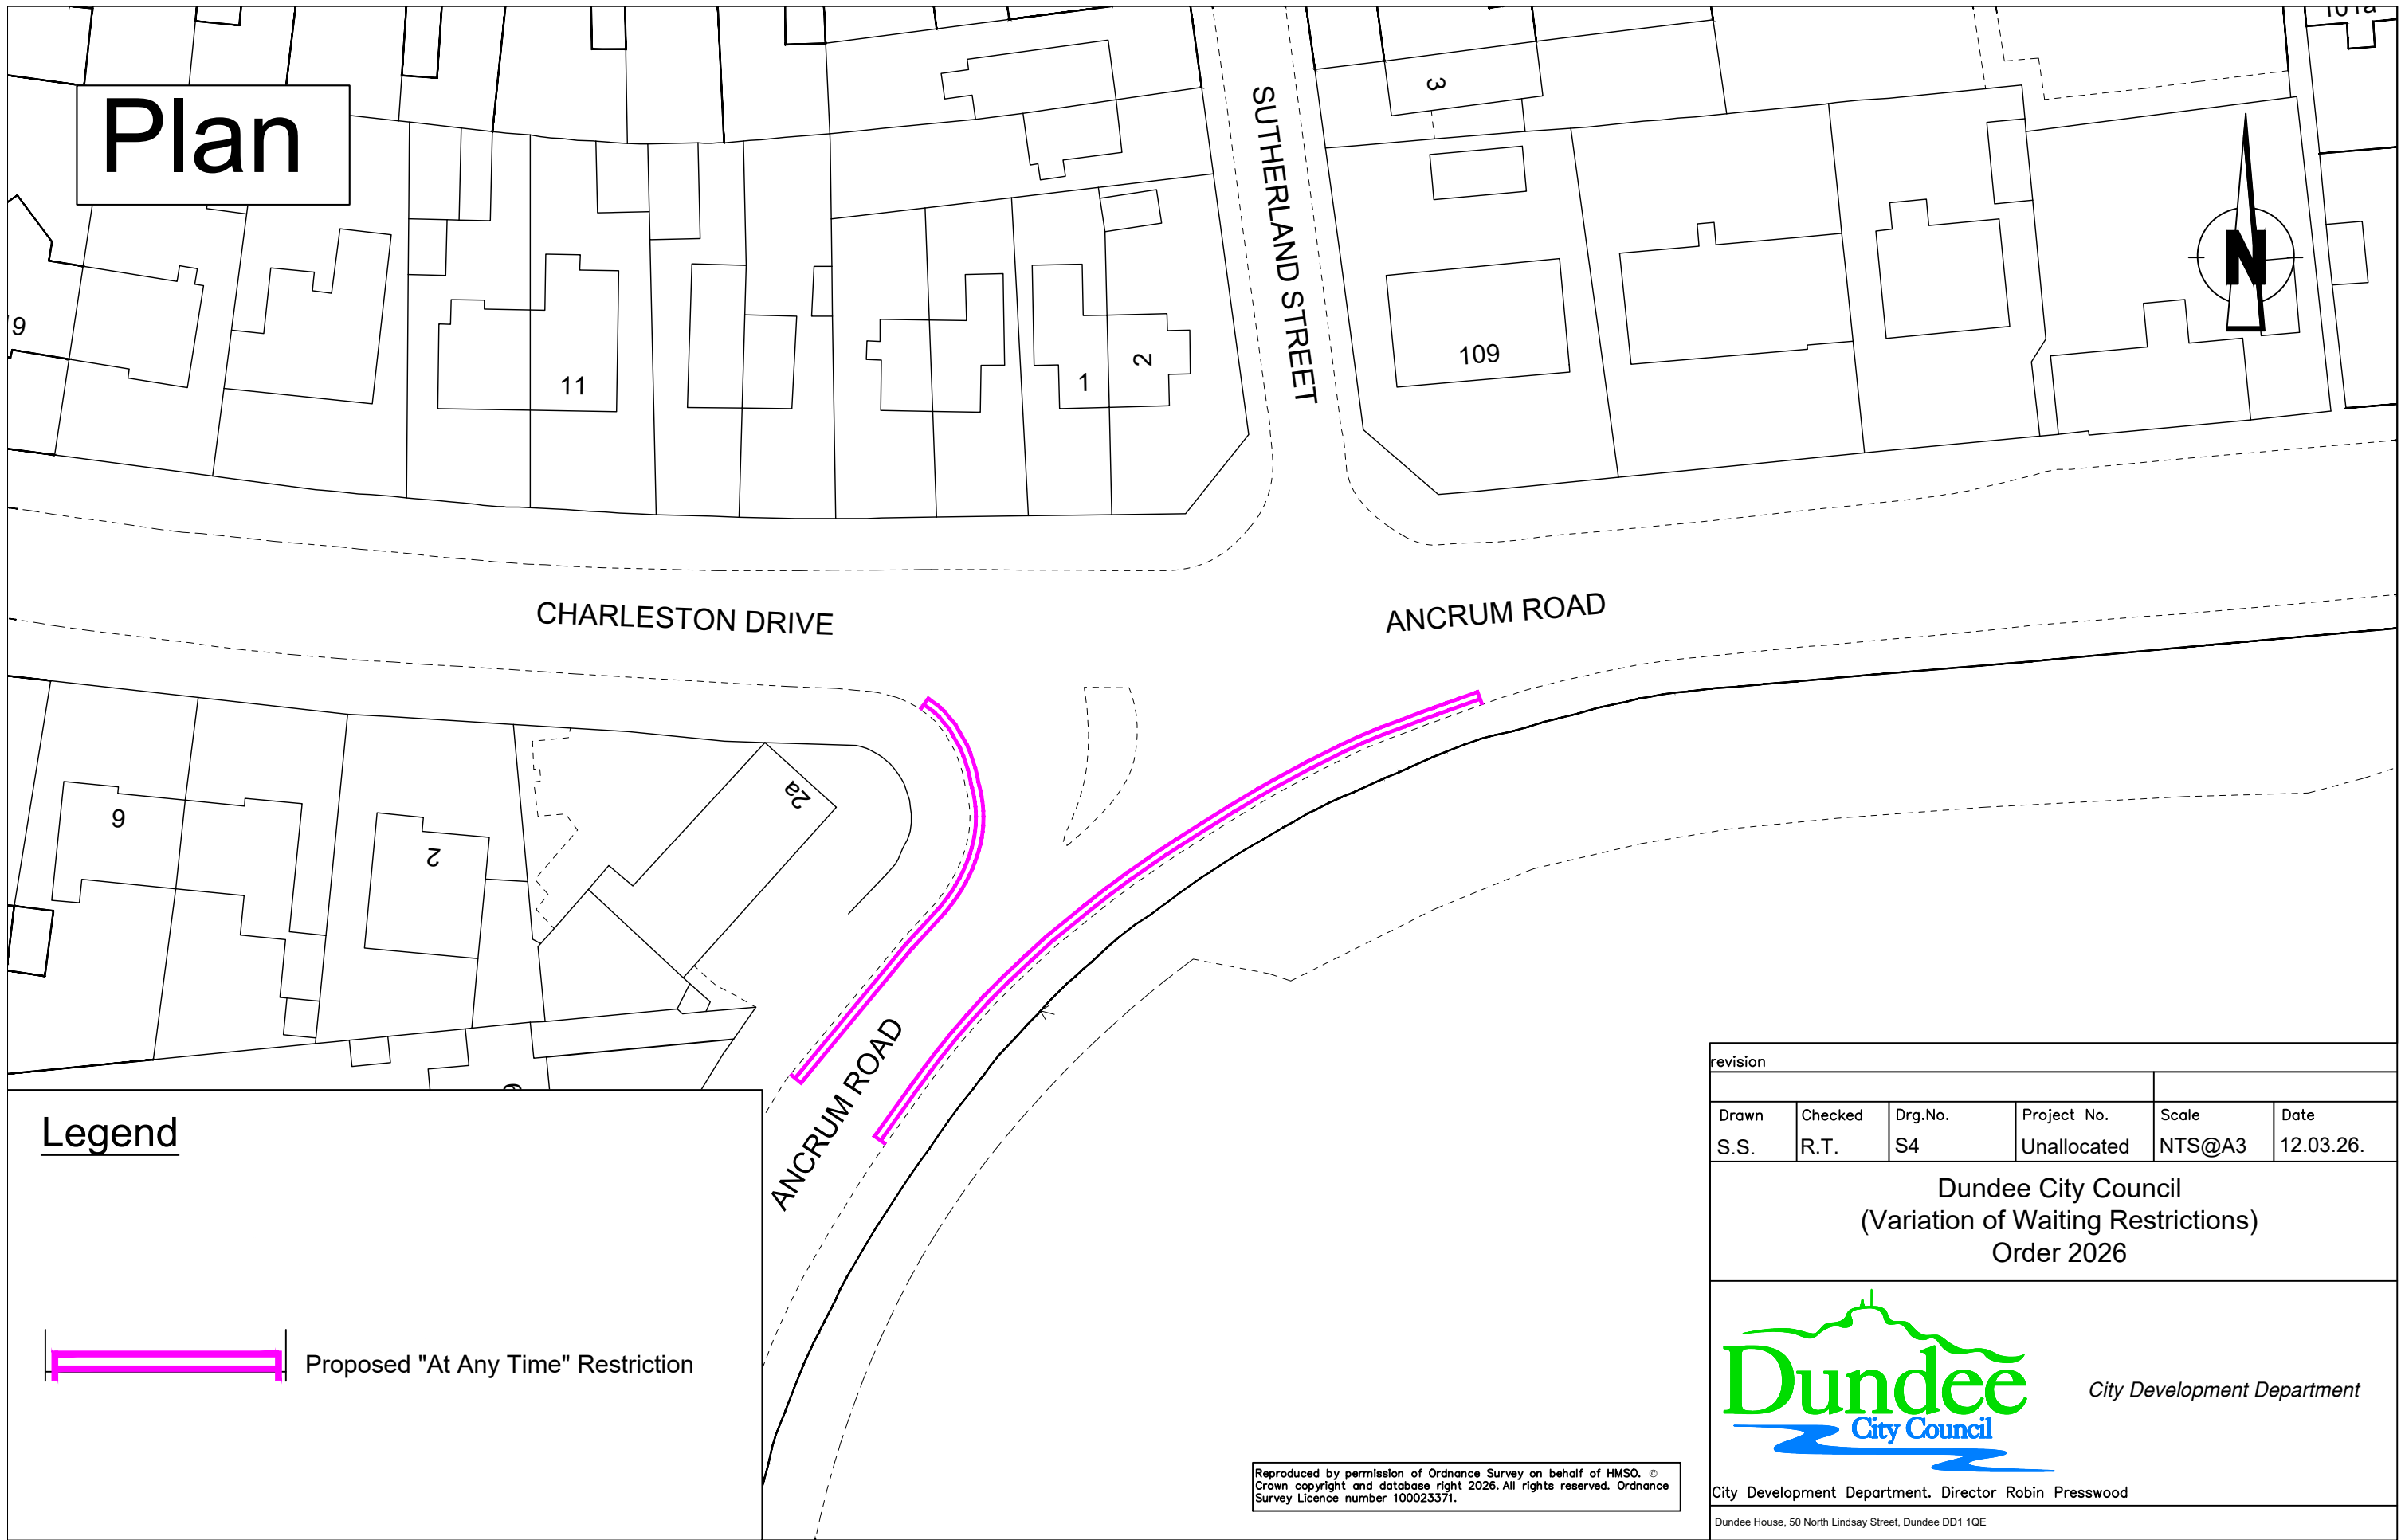 101a
Plan
3
SUTHERLAND STREET
N
9
11
1
2
109
CHARLESTON DRIVE
ANCRUM ROAD
2a
6
2
ANCRUM ROAD
Legend
Proposed "At Any Time" Restriction
revision
Drawn Checked Drg.No. Project No. Scale Date
S.S. R.T. S4 Unallocated NTS@A3 12.03.26.
Dundee City Council
(Variation of Waiting Restrictions)
Order 2026
Dundee
City Council
City Development Department
City Development Department. Director Robin Presswood
Dundee House, 50 North Lindsay Street, Dundee DD1 1QE
Reproduced by permission of Ordnance Survey on behalf of HMSO. ©
Crown copyright and database right 2026. All rights reserved. Ordnance
Survey Licence number 100023371.